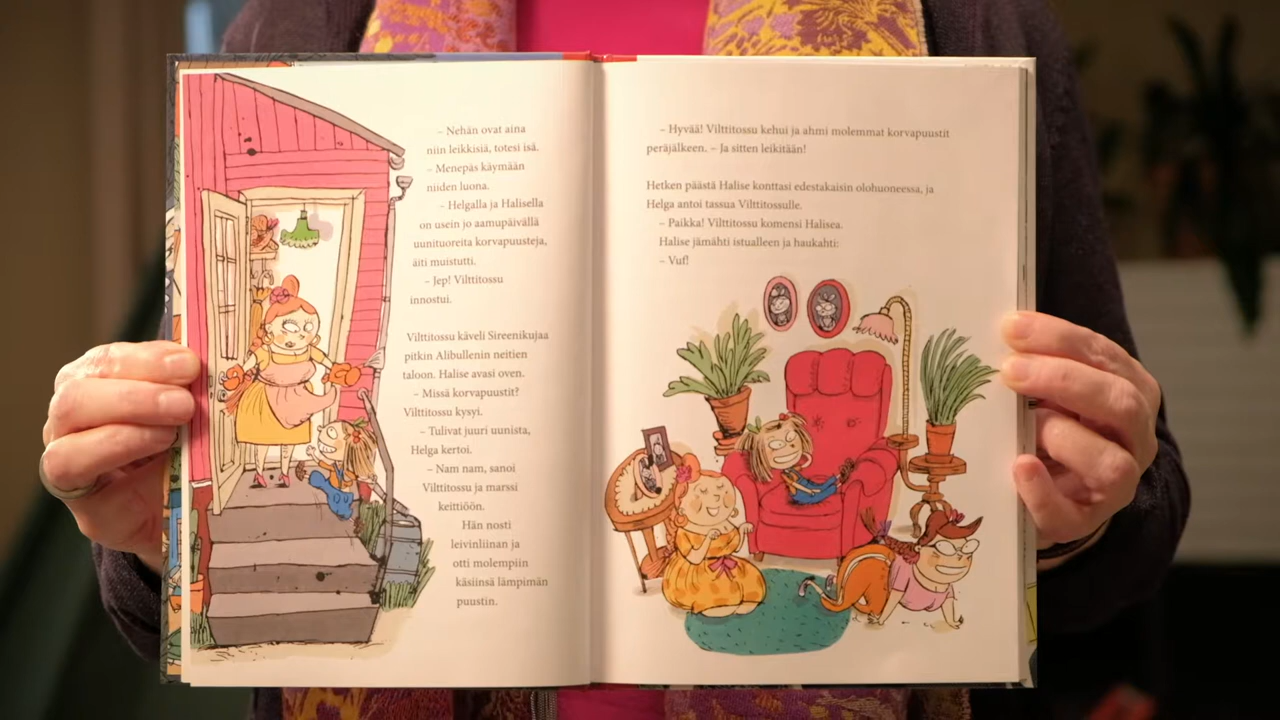 – Nehän ovat aina
niin leikkisiä, totesi isä.
– Menepäs käymään
niiden luona.
– Helgalla ja Halisella
on usein jo aamupäivällä
uunituoreita korvapuusteja,
äiti muistutti.
– Jep! Vilttitossu
innostui.
Vilttitossu käveli Sireenikujaa
pitkin Alibullenin neitien
taloon. Halise avasi oven.
– Missä korvapuustit?
Vilttitossu kysyi.
– Tulivat juuri uunista,
Helga kertoi.
– Nam nam, sanoi
Vilttitossu ja marssi
keittiöön.
Hän nosti
leivinliinan ja
otti molempiin
käsiinsä lämpimän
puustin.
– Hyvää! Vilttitossu kehui ja ahmi molemmat korvapuustit
peräjälkeen. – Ja sitten leikitään!
Hetken päästä Halise konttasi edestakaisin olohuoneessa, ja
Helga antoi tassua Vilttitossulle.
– Paikka! Vilttitossu komensi Halisea.
Halise jämähti istualleen ja haukahti:
– Vuf!